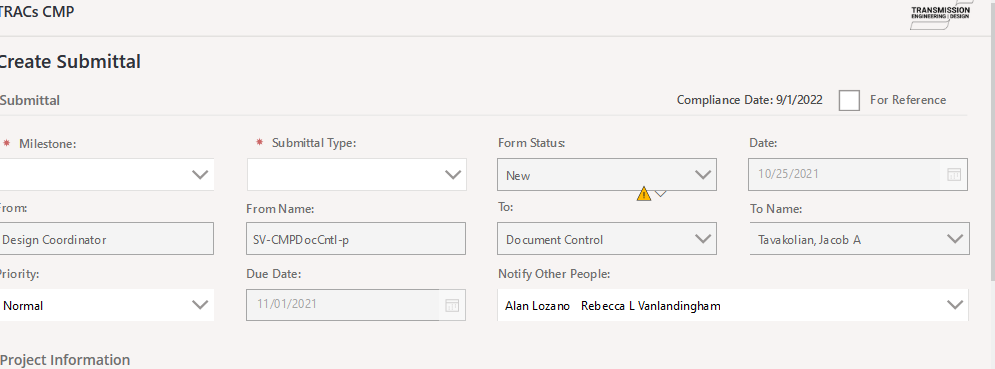 TRACs CMP
TRANSMISSION
ENGINEERING | DESIGN
Create Submittal
Submittal
Compliance Date: 9/1/2022 For Reference
* Milestone: * Submittal Type: Form Status: Date:
New 10/25/2021
From: From Name: To: To Name:
Design Coordinator SV-CMPDocCntl-p Document Control Tavakolian, Jacob A
Priority: Due Date: Notify Other People:
Normal 11/01/2021 Alan Lozano Rebecca L Vanlandingham
Project Information